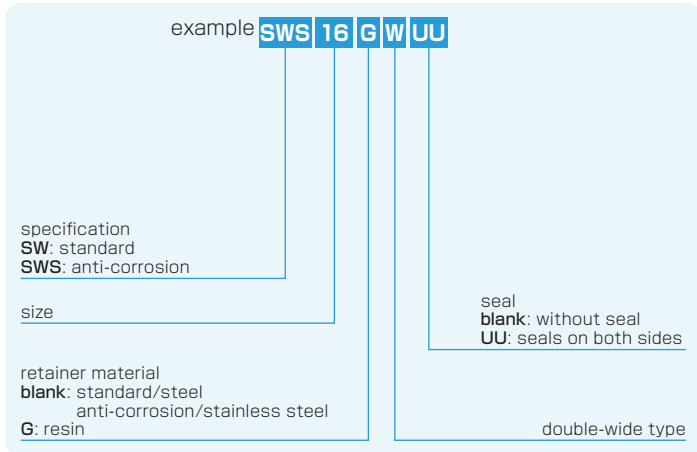 example SWS 16 G W UU
specification
SW: standard
SWS: anti-corrosion
size
retainer material
blank: standard/steel
anti-corrosion/stainless steel
G: resin
seal
blank: without seal
UU: seals on both sides
double-wide type